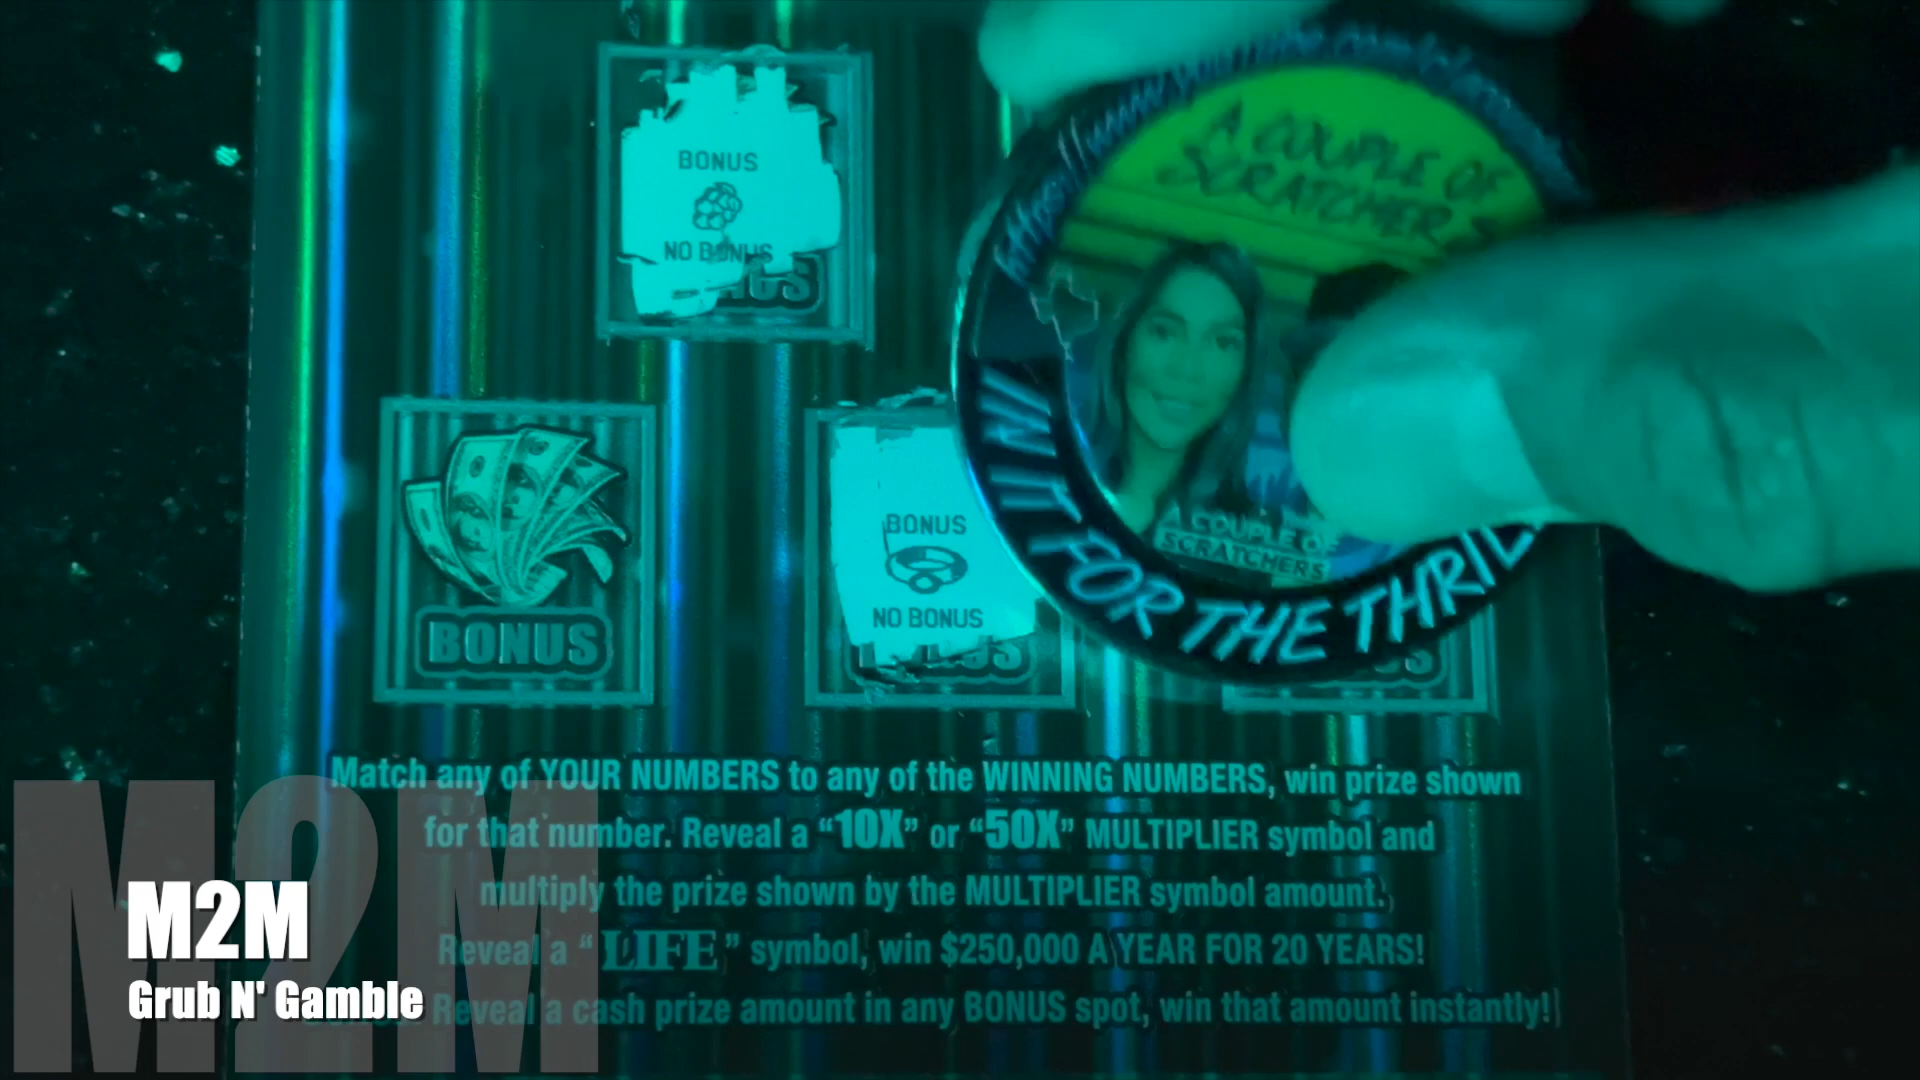 A COUPLE OF
SCRATCHERS
BONUS
NO BONUS
IN IT FOR THE
A COUPLE OF
SCRATCHERS
BONUS
NO BONUS
BONUS
Match any of YOUR NUMBERS to any of the WINNING NUMBERS, win prize shown
for that number. Reveal a “10X” or “50X” MULTIPLIER symbol and
multiply the prize shown by the MULTIPLIER symbol amount.
Reveal a “LIFE” symbol, win $250,000 A YEAR FOR 20 YEARS!
Reveal a cash prize amount in any BONUS spot, win that amount instantly!
M2M
M2M
Grub N' Gamble